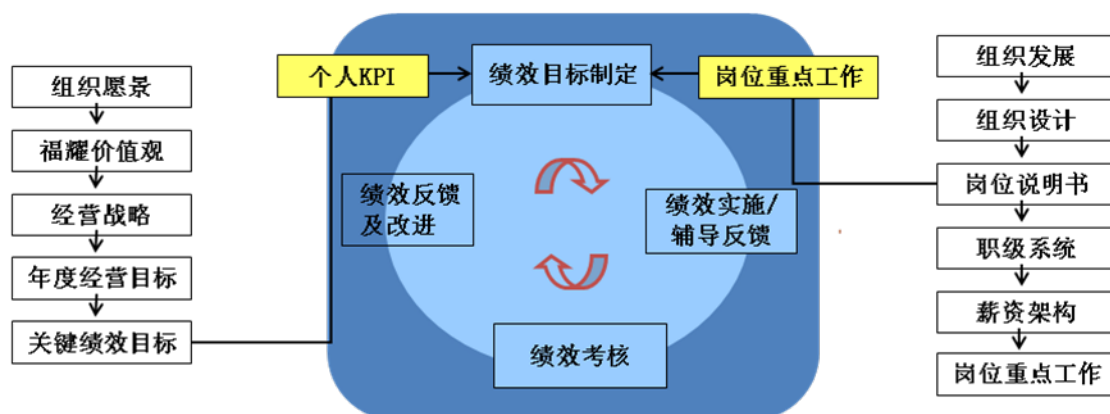 组织愿景
福耀价值观
经营战略
年度经营目标
关键绩效目标
个人KPI
绩效目标制定
岗位重点工作
绩效反馈
及改进
绩效实施/
辅导反馈
绩效考核
组织发展
组织设计
岗位说明书
职级系统
薪资架构
岗位重点工作